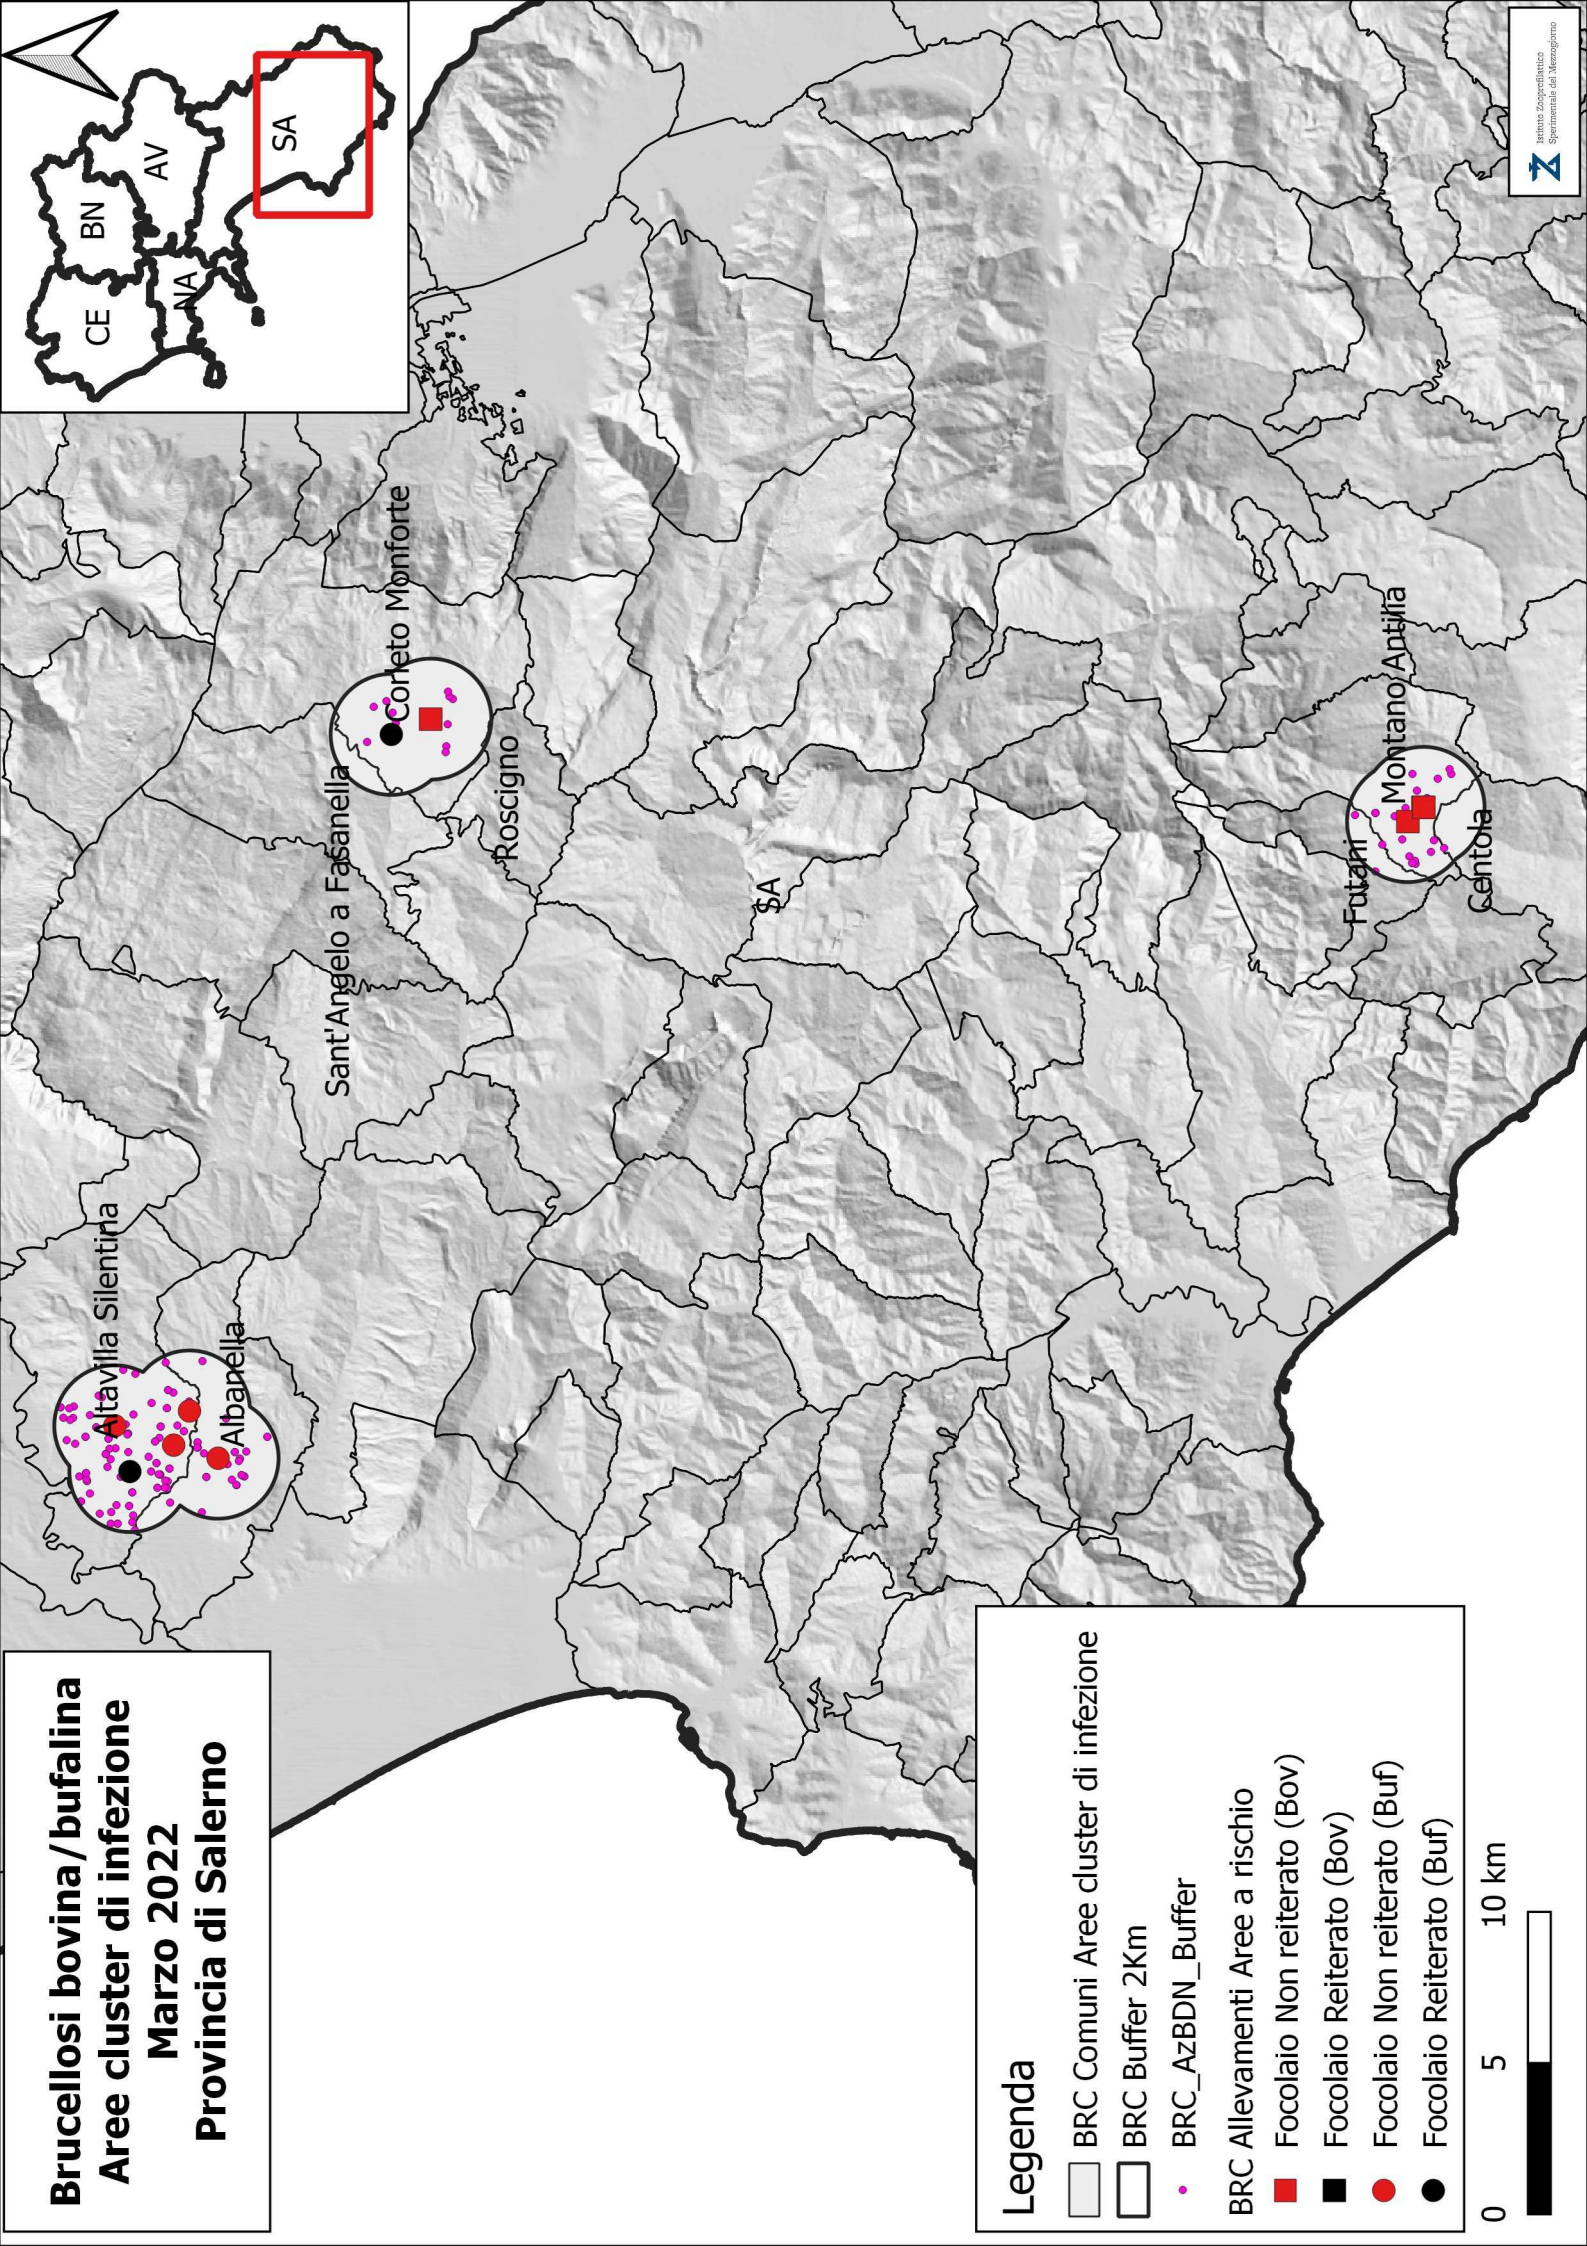 Brucellosi bovina/bufalina
Aree cluster di infezione
Marzo 2022
Provincia di Salerno
Altavilla Silentina
Albanella
Sant'Angelo a Fasanella
Corleto Monforte
Roscigno
SA
Futani
Montano Antilia
Centola
CE
BN
AV
NA
SA
Legenda
BRC Comuni Aree cluster di infezione
BRC Buffer 2Km
BRC_AzBDN_Buffer
BRC Allevamenti Aree a rischio
Focolaio Non reiterato (Bov)
Focolaio Reiterato (Bov)
Focolaio Non reiterato (Buf)
Focolaio Reiterato (Buf)
0 5 10 km
Istituto Zooprofilattico
Sperimentale del Mezzogiorno